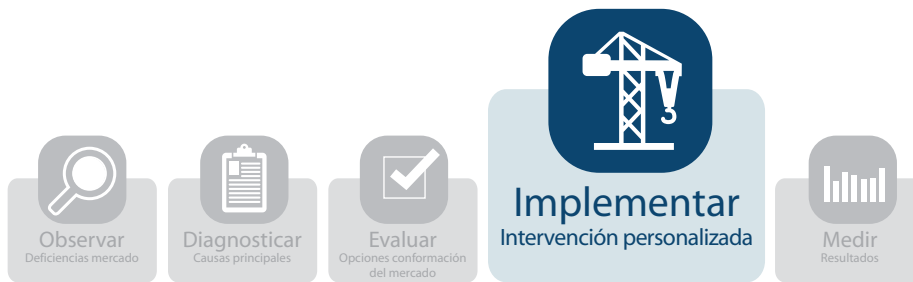 Observar
Deficiencias mercado
Diagnosticar
Causas principales
Evaluar
Opciones conformación
del mercado
Implementar
Intervención personalizada
Medir
Resultados